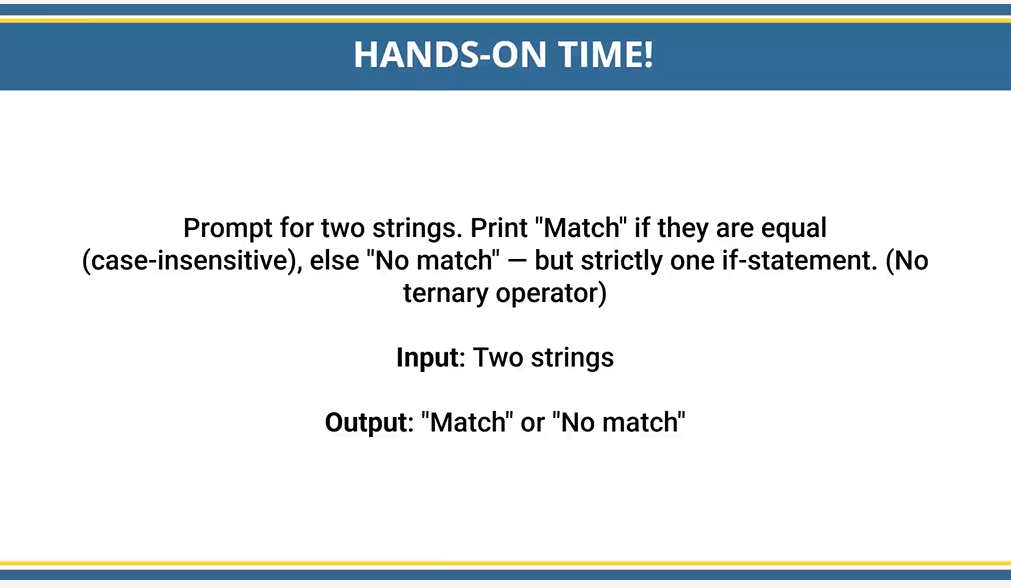 HANDS-ON TIME!
Prompt for two strings. Print "Match" if they are equal
(case-insensitive), else "No match" — but strictly one if-statement. (No
ternary operator)
Input: Two strings
Output: "Match" or "No match"